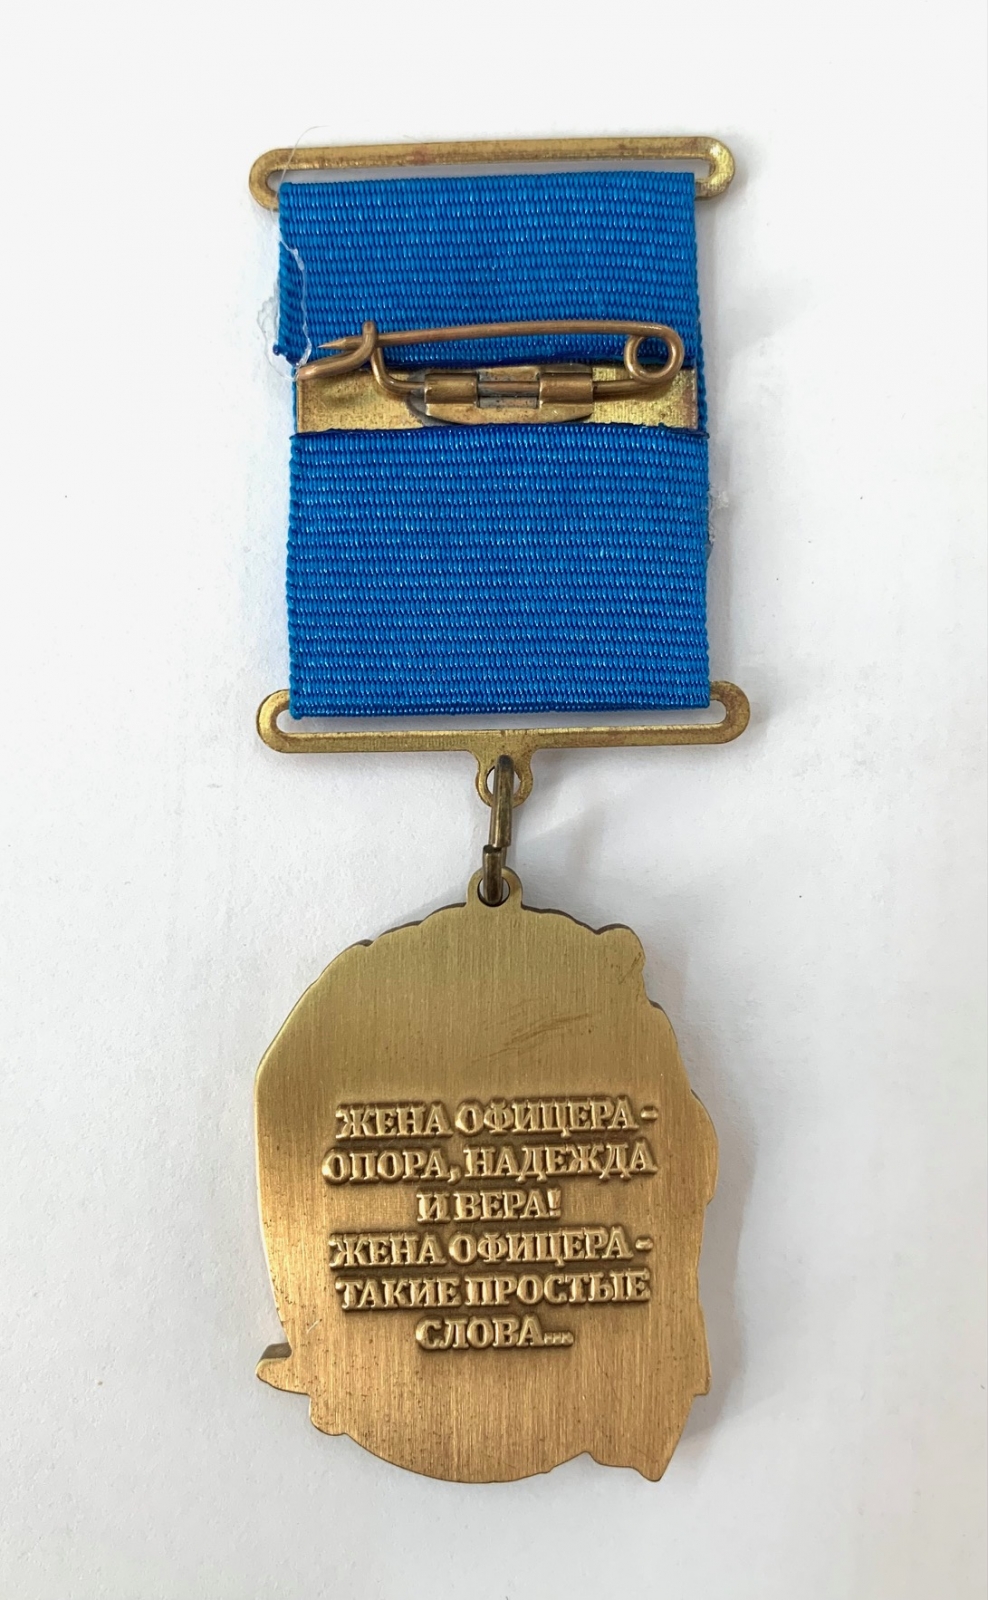 ЖЕНА ОФИЦЕРА -
ОПОРА, НАДЕЖДА
И ВЕРА!
ЖЕНА ОФИЦЕРА -
ТАКИЕ ПРОСТЫЕ
СЛОВА...